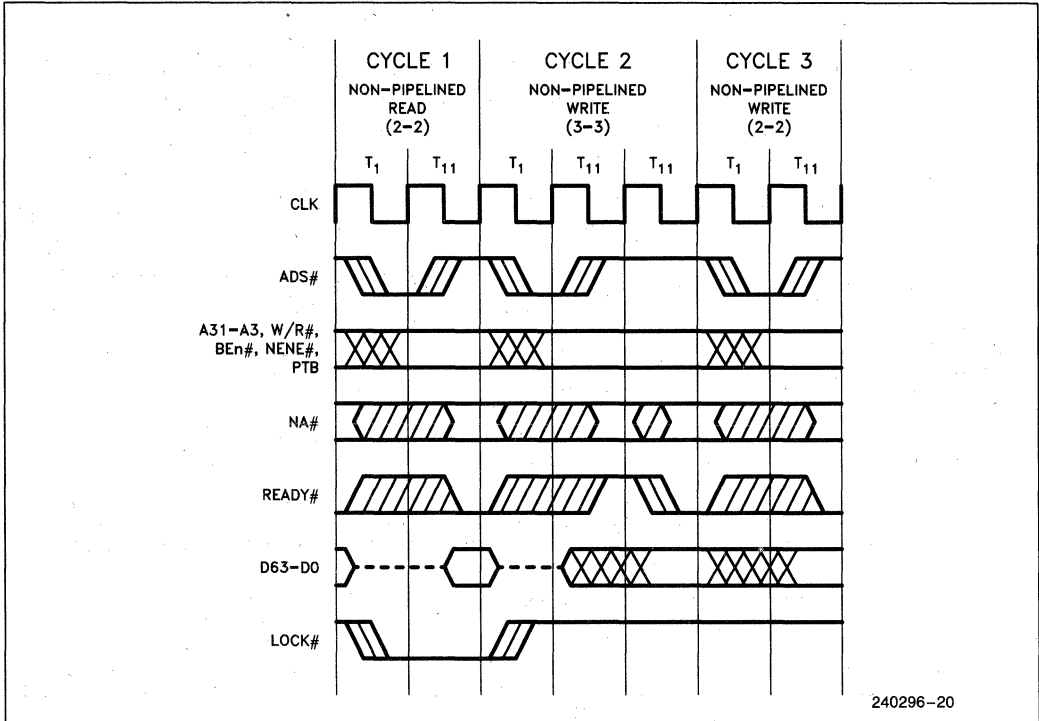 CYCLE 1 CYCLE 2 CYCLE 3
NON-PIPELINED NON-PIPELINED NON-PIPELINED
READ WRITE WRITE
(2-2) (3-3) (2-2)
T1 T11 T1 T11 T11 T1 T11
CLK
ADS#
A31-A3, W/R#,
BEn#, NENE#,
PTB
NA#
READY#
D63-D0
LOCK#
240296-20